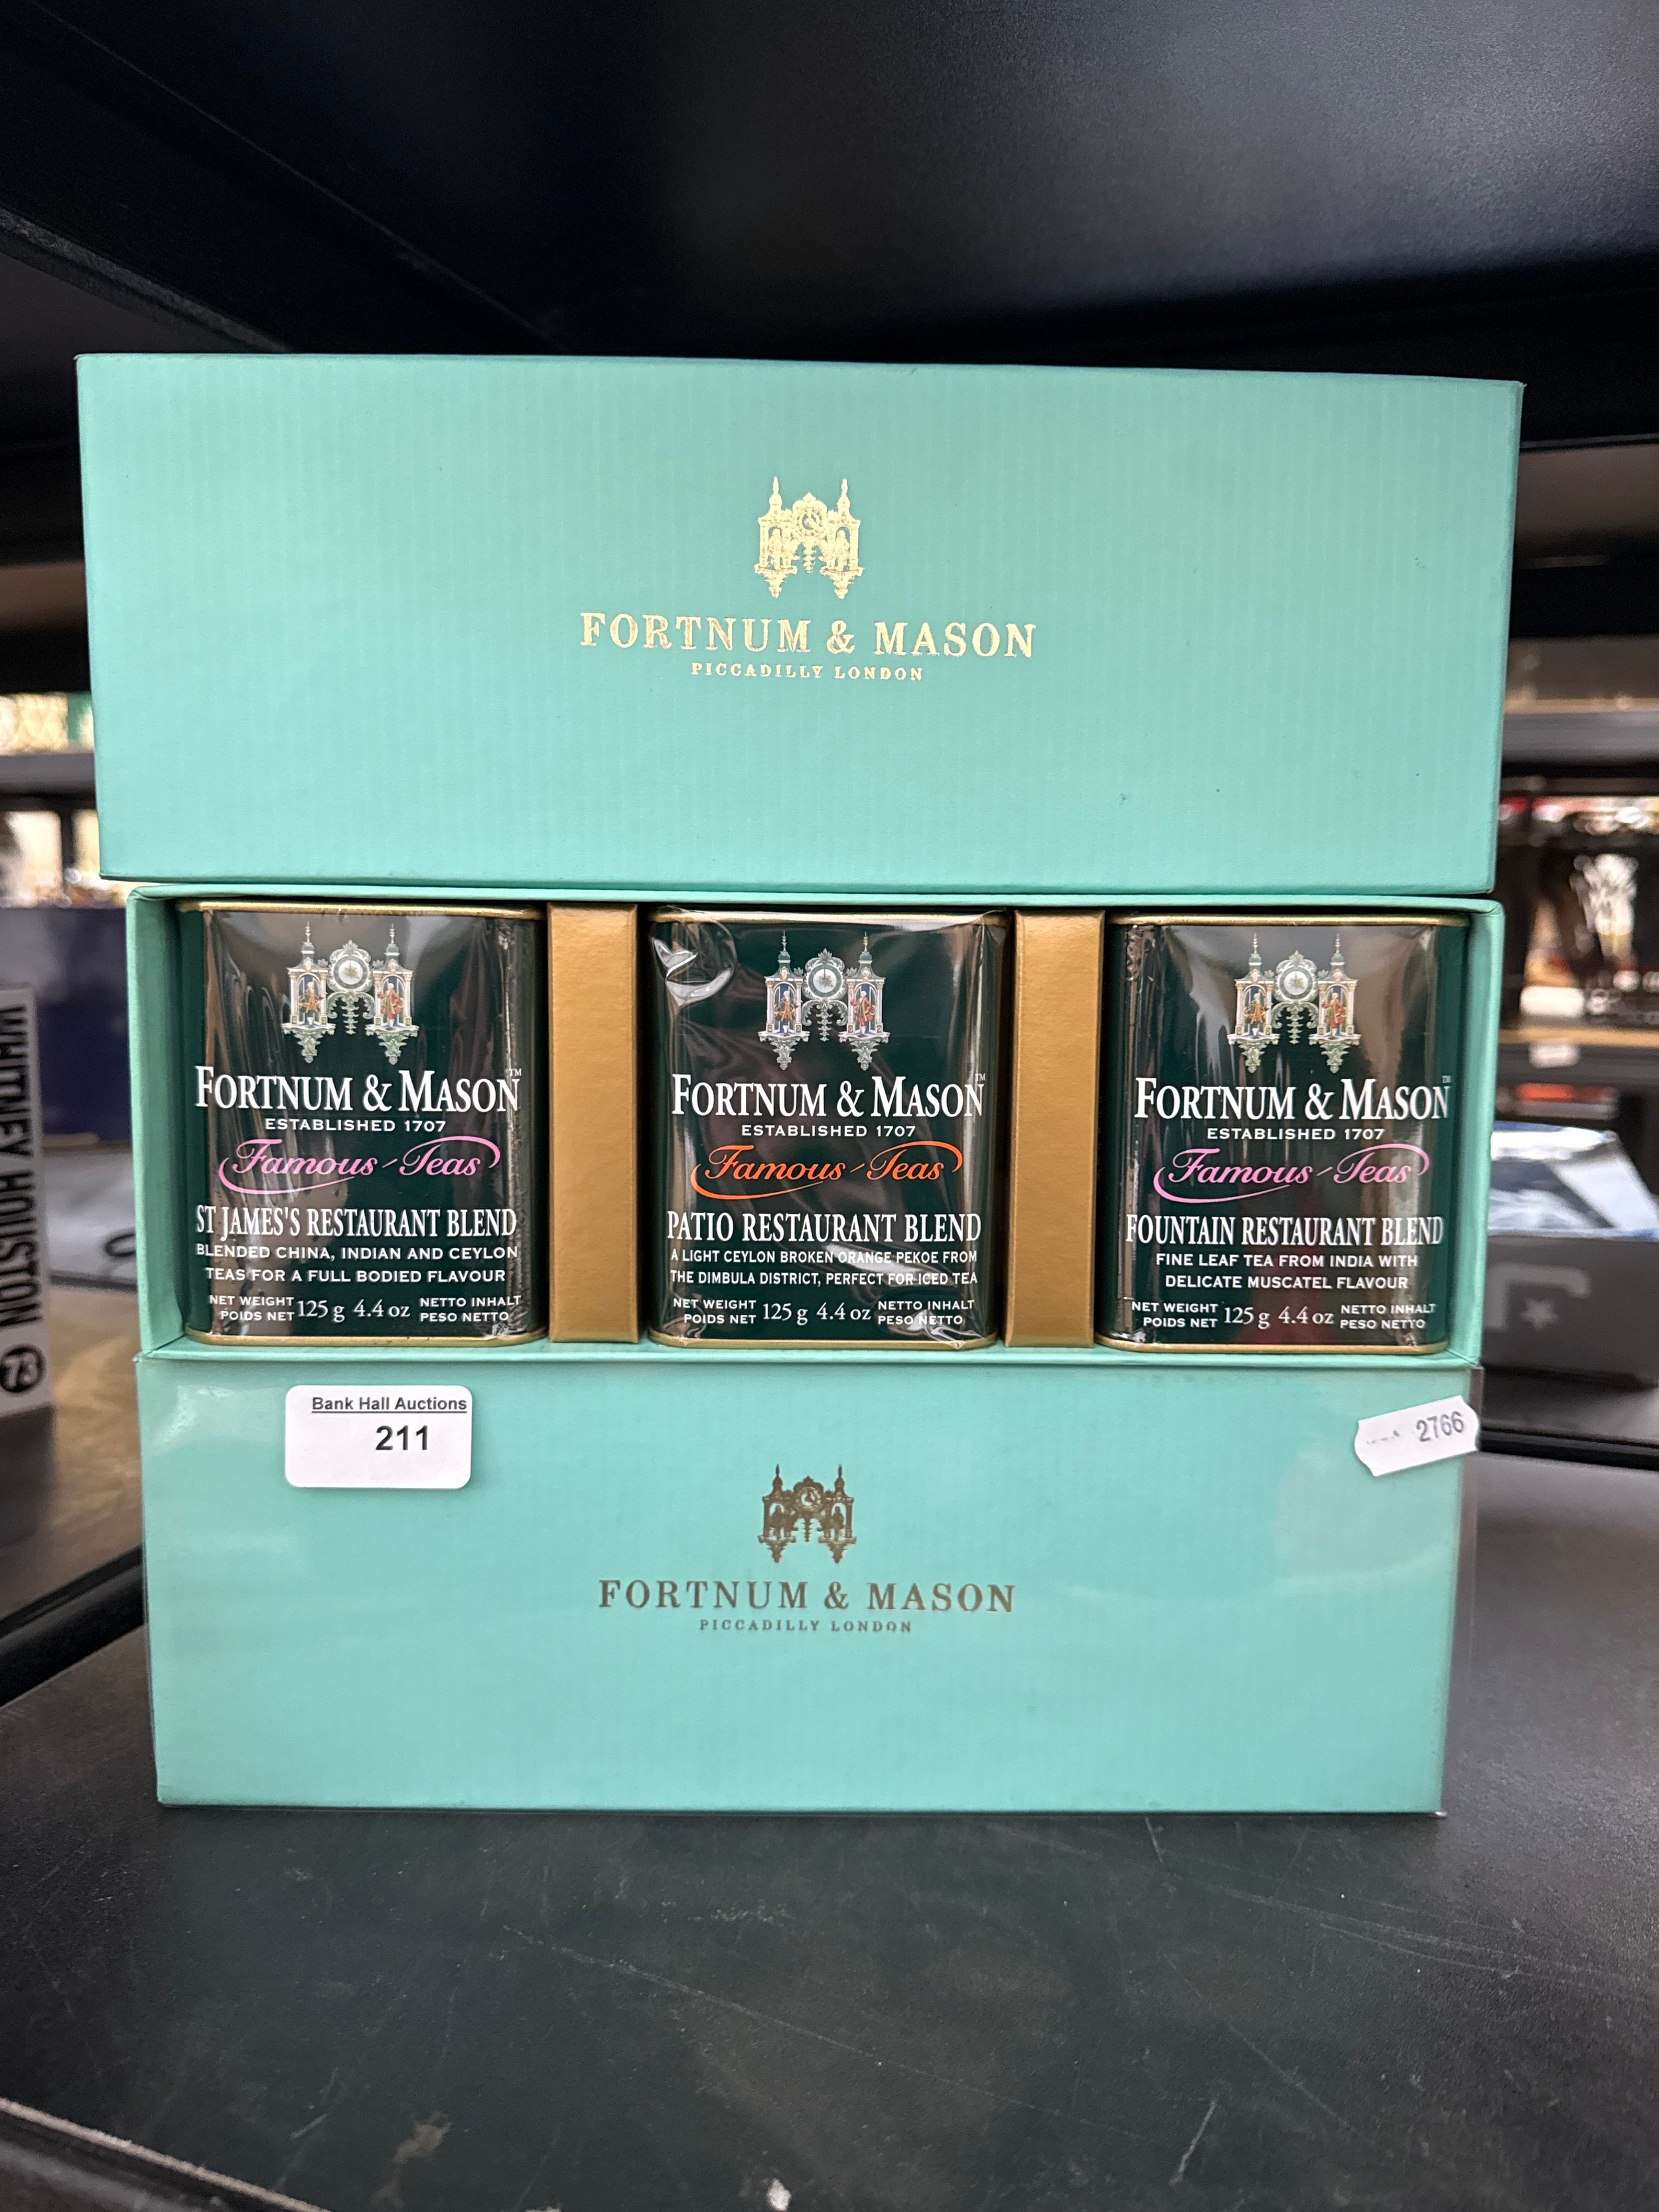 FORTNUM & MASON
PICCADILLY LONDON
FORTNUM & MASON™
ESTABLISHED 1707
Famous-Teas
ST JAMES'S RESTAURANT BLEND
BLENDED CHINA, INDIAN AND CEYLON
TEAS FOR A FULL BODIED FLAVOUR
NET WEIGHT 125 g 4.4 oz NETTO INHALT
POIDS NET PESO NETTO
FORTNUM & MASON™
ESTABLISHED 1707
Famous-Teas
PATIO RESTAURANT BLEND
A LIGHT CEYLON BROKEN ORANGE PEKOE FROM
THE DIMBULA DISTRICT, PERFECT FOR ICED TEA
NET WEIGHT 125 g 4.4 oz NETTO INHALT
POIDS NET PESO NETTO
FORTNUM & MASON™
ESTABLISHED 1707
Famous-Teas
FOUNTAIN RESTAURANT BLEND
FINE LEAF TEA FROM INDIA WITH
DELICATE MUSCATEL FLAVOUR
NET WEIGHT 125 g 4.4 oz NETTO INHALT
POIDS NET PESO NETTO
Bank Hall Auctions
211
2766
FORTNUM & MASON
PICCADILLY LONDON
WHITNEY HOUSTON
73